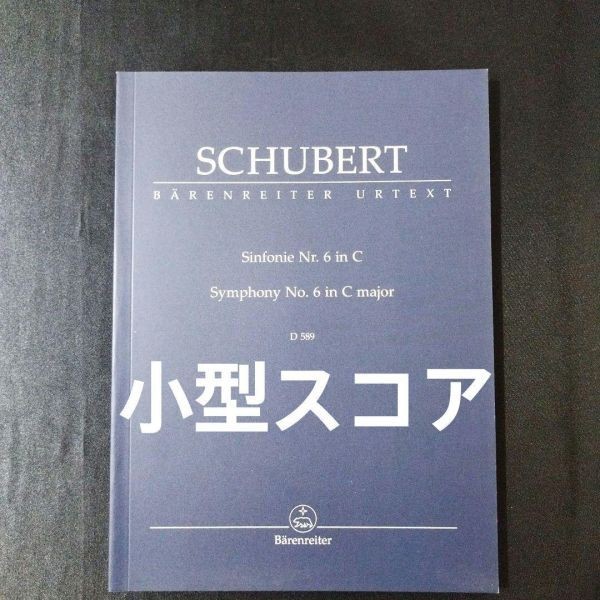 SCHUBERT
BÄRENREITER URTEXT
Sinfonie Nr. 6 in C
Symphony No. 6 in C major
D 589
小型スコア
Bärenreiter